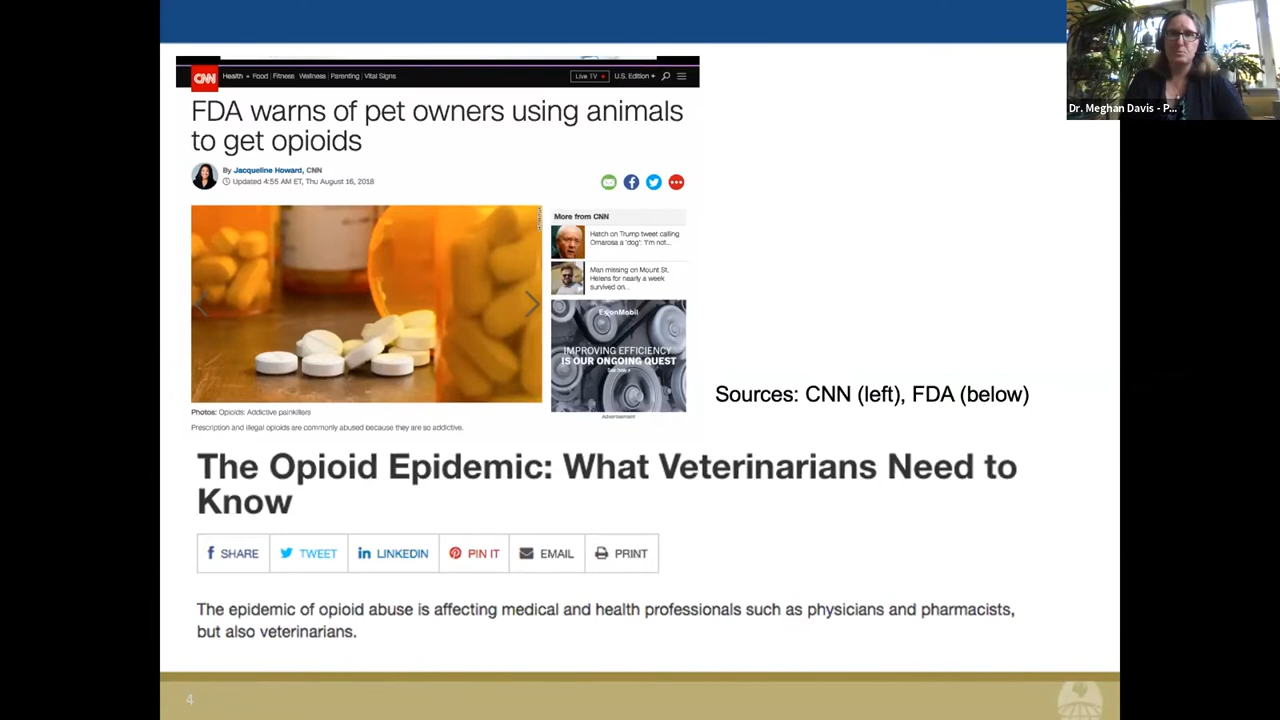 Dr. Meghan Davis - P...
CNN
Health » Food | Fitness Wellness | Parenting | Vital Signs
Live TV
U.S. Edition +
FDA warns of pet owners using animals
to get opioids
By Jacqueline Howard, CNN
Updated 4:55 AM ET, Thu August 16, 2018
More from CNN
Hatch on Trump tweet calling
Omarosa a 'dog': 'I'm not...
Man missing on Mount St.
Helens for nearly a week
survived on...
ExxonMobil
IMPROVING EFFICIENCY
IS OUR ONGOING QUEST
Advertisement
Photos: Opioids: Addictive painkillers
Prescription and illegal opioids are commonly abused because they are so addictive.
Sources: CNN (left), FDA (below)
The Opioid Epidemic: What Veterinarians Need to
Know
f SHARE
TWEET
in LINKEDIN
PIN IT
EMAIL
PRINT
The epidemic of opioid abuse is affecting medical and health professionals such as physicians and pharmacists,
but also veterinarians.
4